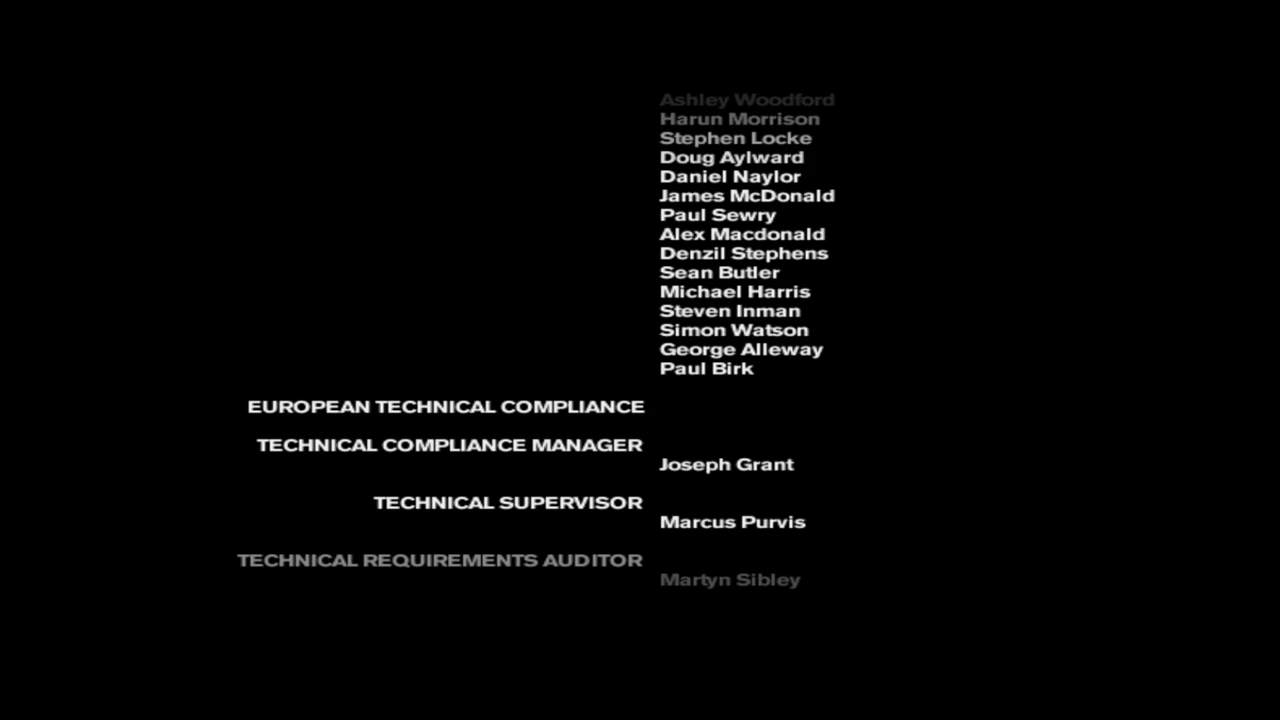 Ashley Woodford
Harun Morrison
Stephen Locke
Doug Aylward
Daniel Naylor
James McDonald
Paul Sewry
Alex Macdonald
Denzil Stephens
Sean Butler
Michael Harris
Steven Inman
Simon Watson
George Alleway
Paul Birk
EUROPEAN TECHNICAL COMPLIANCE
TECHNICAL COMPLIANCE MANAGER
Joseph Grant
TECHNICAL SUPERVISOR
Marcus Purvis
TECHNICAL REQUIREMENTS AUDITOR
Martyn Sibley